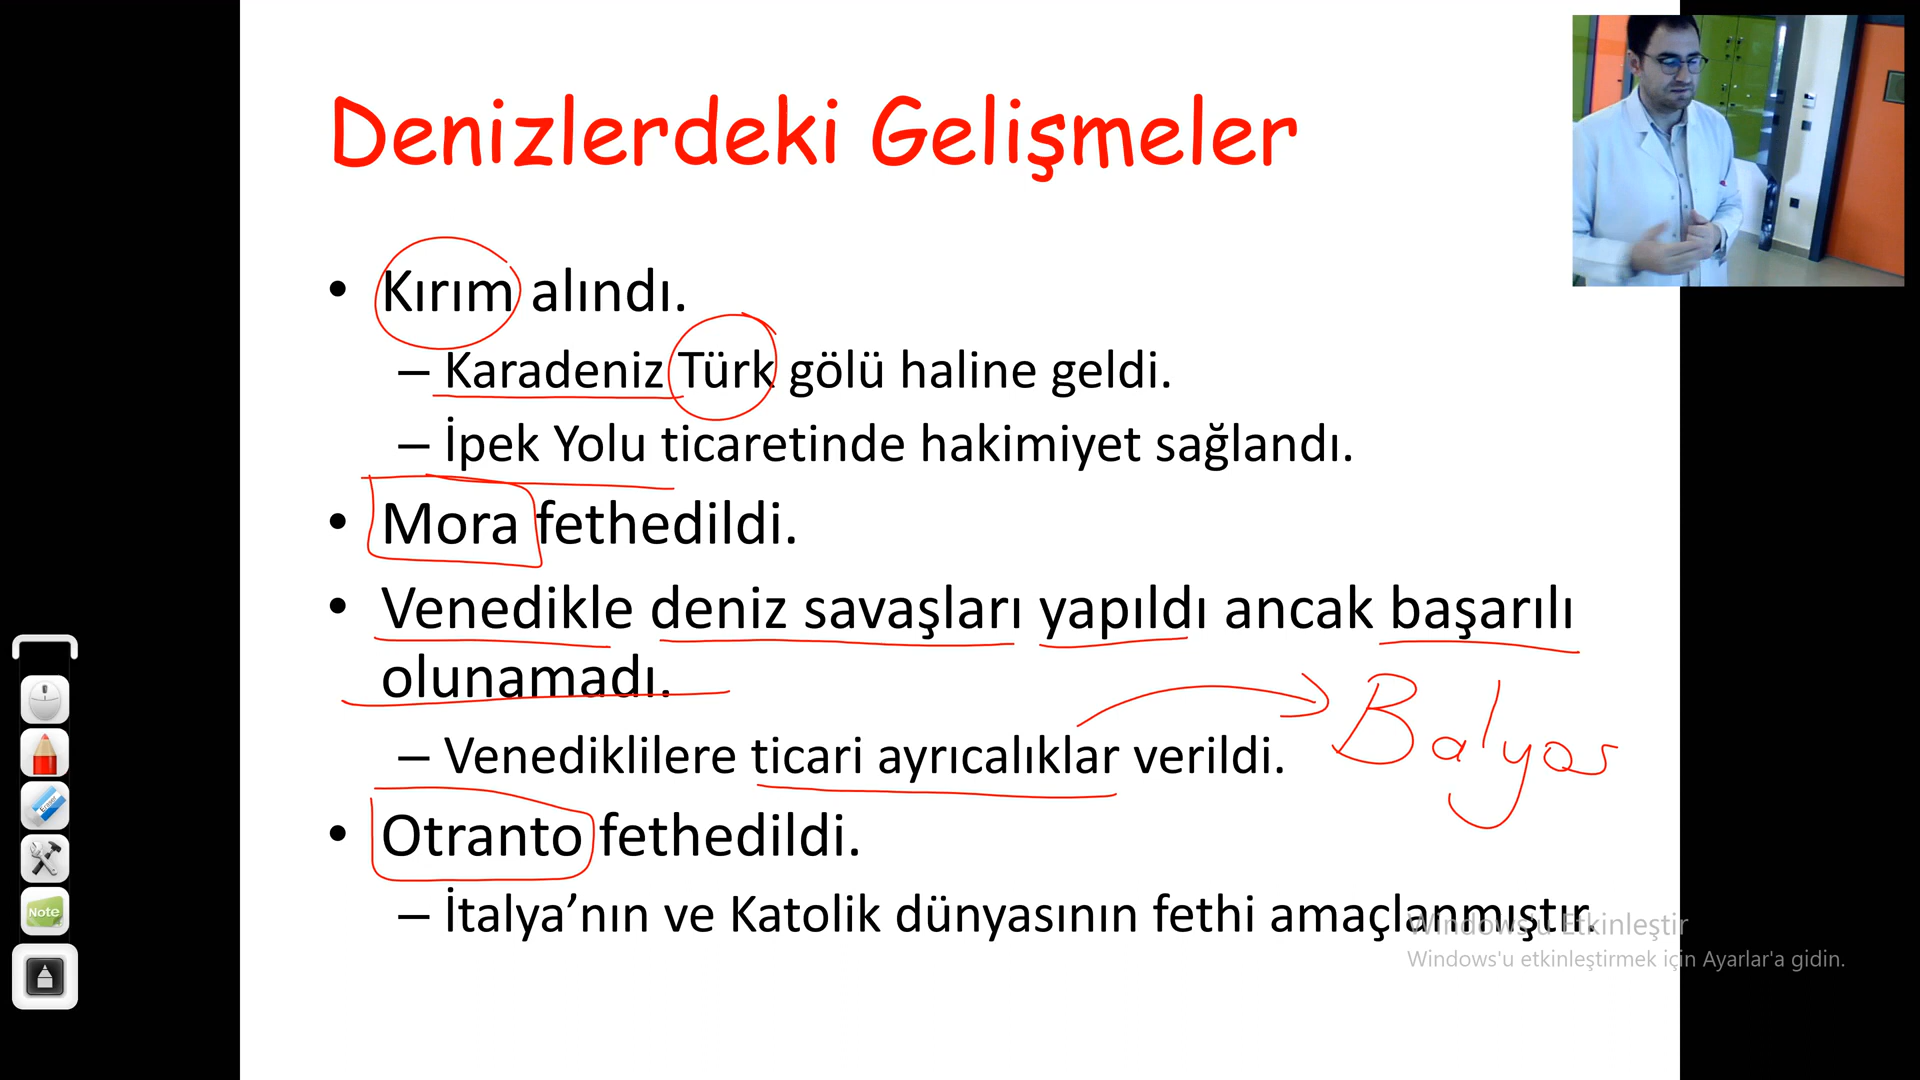 Denizlerdeki Gelişmeler
• Kırım alındı.
– Karadeniz Türk gölü haline geldi.
– İpek Yolu ticaretinde hakimiyet sağlandı.
• Mora fethedildi.
• Venedikle deniz savaşları yapıldı ancak başarılı
olunamadı.
– Venediklilere ticari ayrıcalıklar verildi.
Balyos
• Otranto fethedildi.
– İtalya’nın ve Katolik dünyasının fethi amaçlanmıştır.
Windows'u Etkinleştir
Windows'u etkinleştirmek için Ayarlar'a gidin.
Note